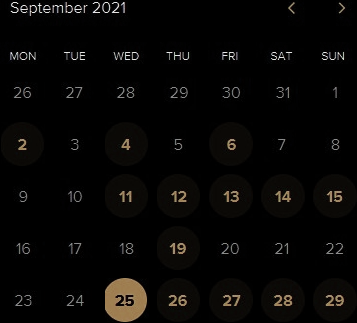 September 2021
MON TUE WED THU FRI SAT SUN
26 27 28 29 30 31 1
2 3 4 5 6 7 8
9 10 11 12 13 14 15
16 17 18 19 20 21 22
23 24 25 26 27 28 29